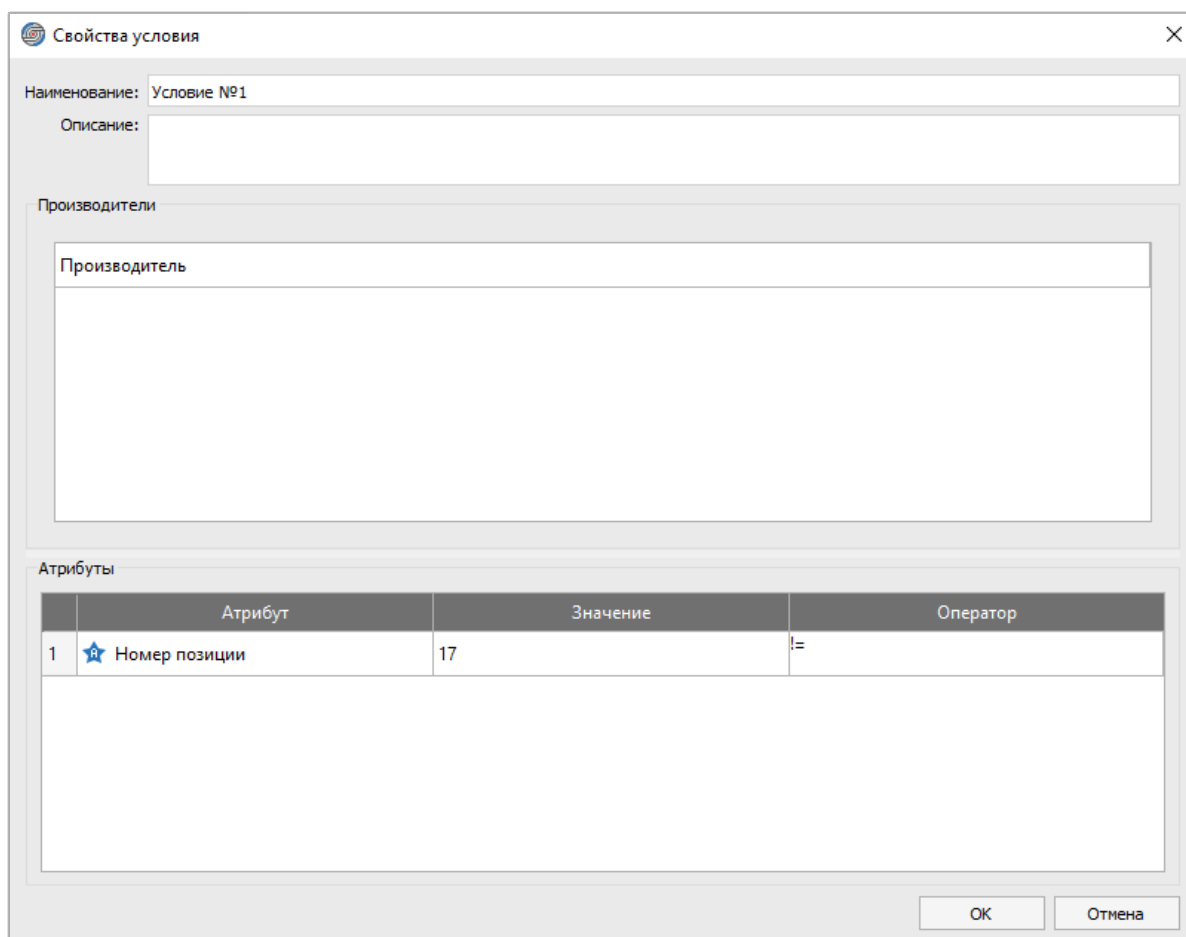 Свойства условия
Наименование: Условие №1
Описание:
Производители
Производитель
Атрибуты
Атрибут Значение Оператор
1 Номер позиции 17 !=
OK Отмена